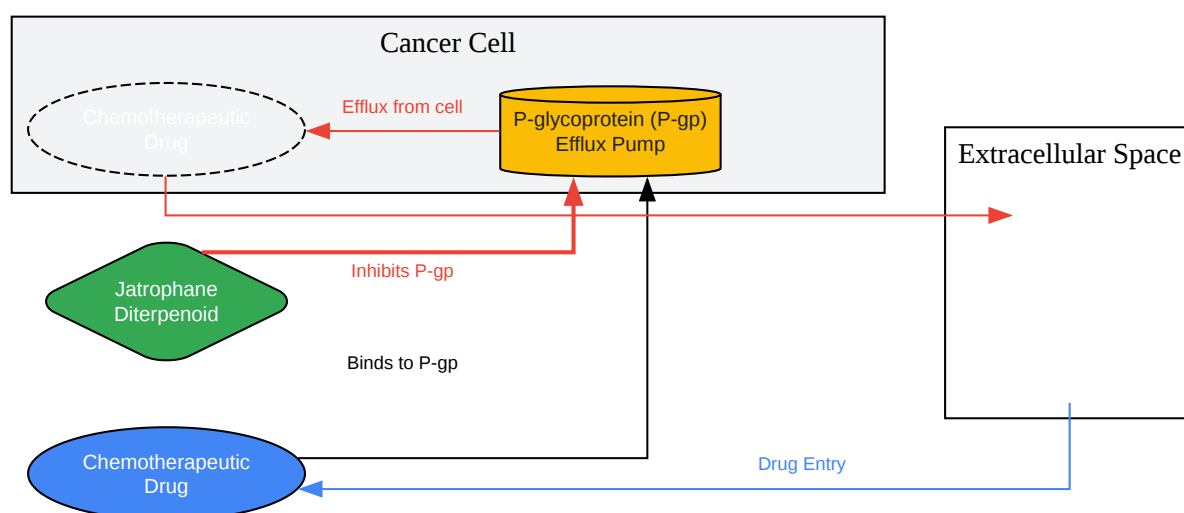 Cancer Cell
Chemotherapeutic
Drug
Efflux from cell
P-glycoprotein (P-gp)
Efflux Pump
Extracellular Space
Jatrophane
Diterpenoid
Inhibits P-gp
Binds to P-gp
Chemotherapeutic
Drug
Drug Entry